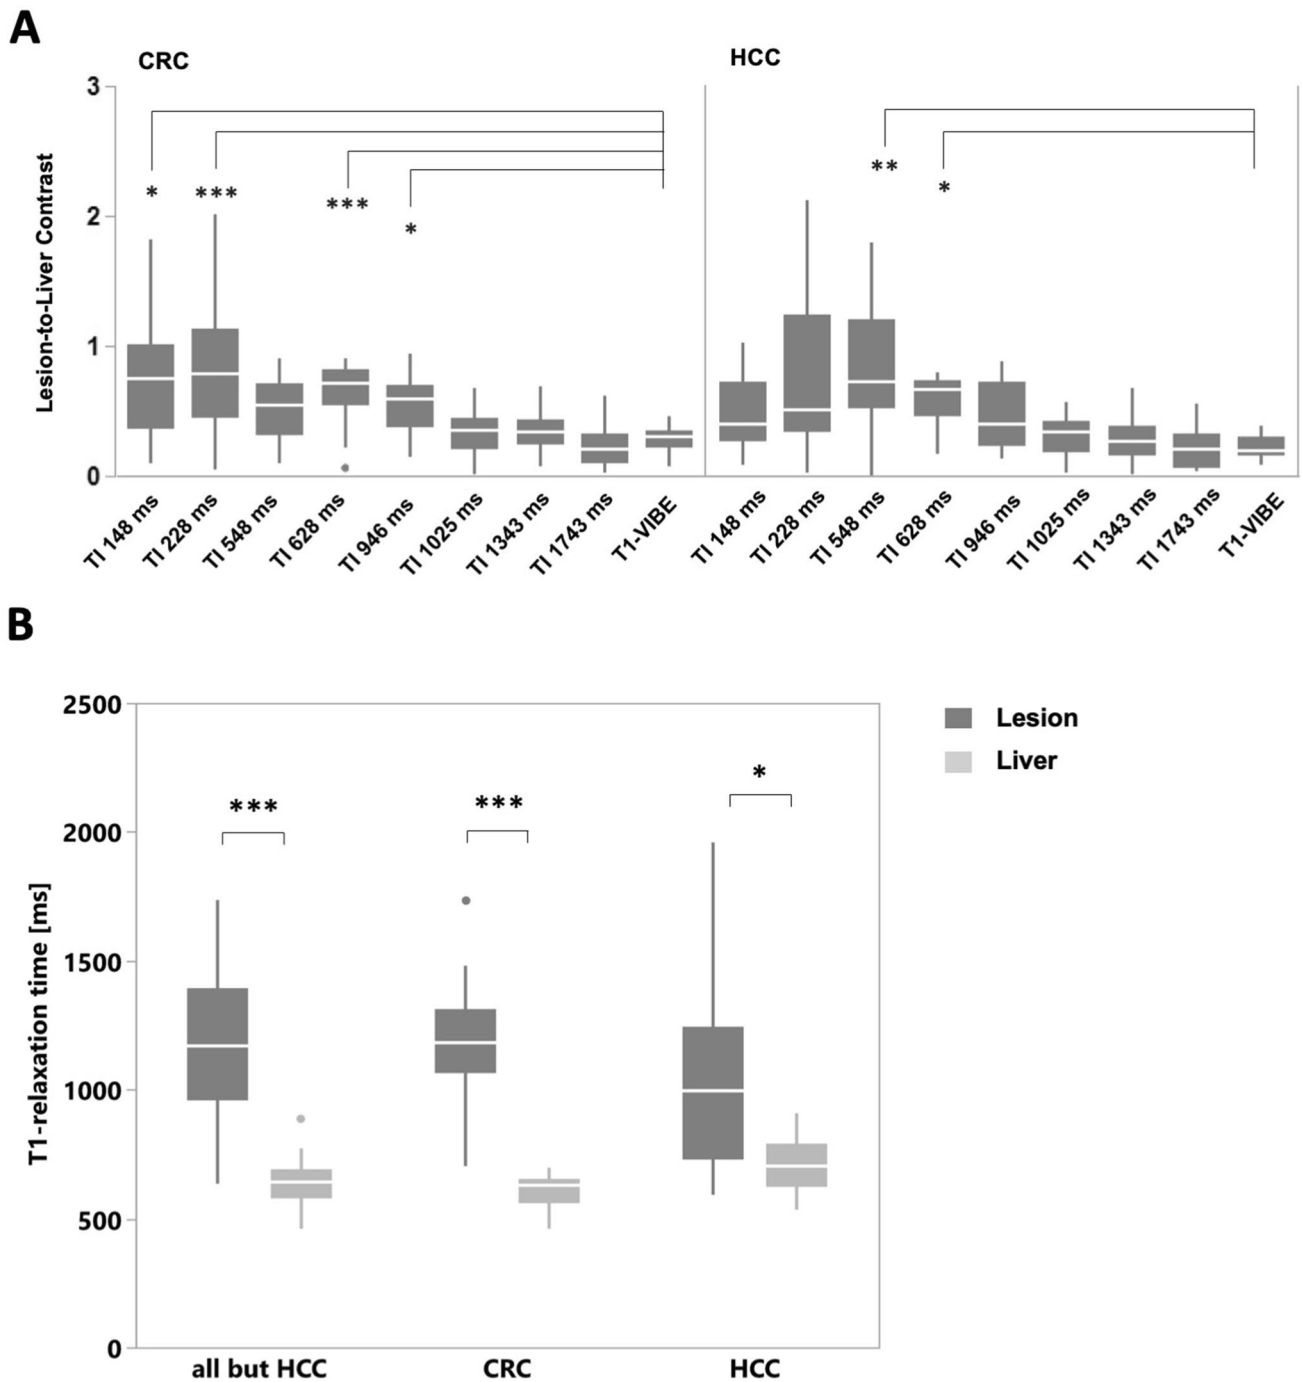 A
CRC
HCC
Lesion-to-Liver Contrast
3
2
1
0
* *** *** *
** *
TI 148 ms TI 228 ms TI 548 ms TI 628 ms TI 946 ms TI 1025 ms TI 1343 ms TI 1743 ms T1-VIBE
TI 148 ms TI 228 ms TI 548 ms TI 628 ms TI 946 ms TI 1025 ms TI 1343 ms TI 1743 ms T1-VIBE
B
T1-relaxation time [ms]
2500
2000
1500
1000
500
0
*** *** *
Lesion
Liver
all but HCC CRC HCC